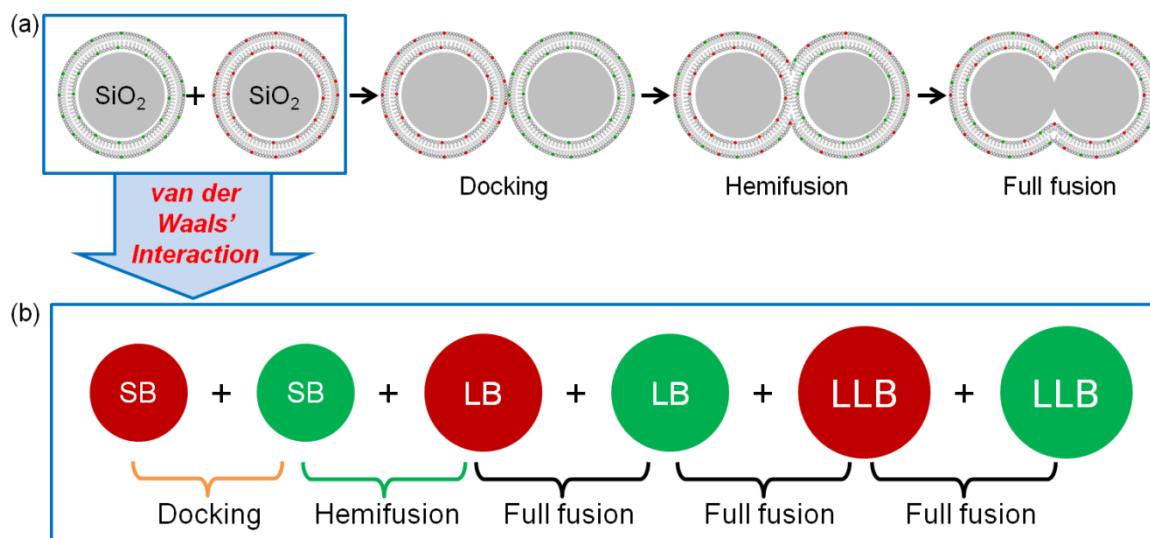 (a)
SiO₂ + SiO₂
Docking
Hemifusion
Full fusion
van der
Waals’
Interaction
(b)
SB + SB + LB + LB + LLB + LLB
Docking
Hemifusion
Full fusion
Full fusion
Full fusion